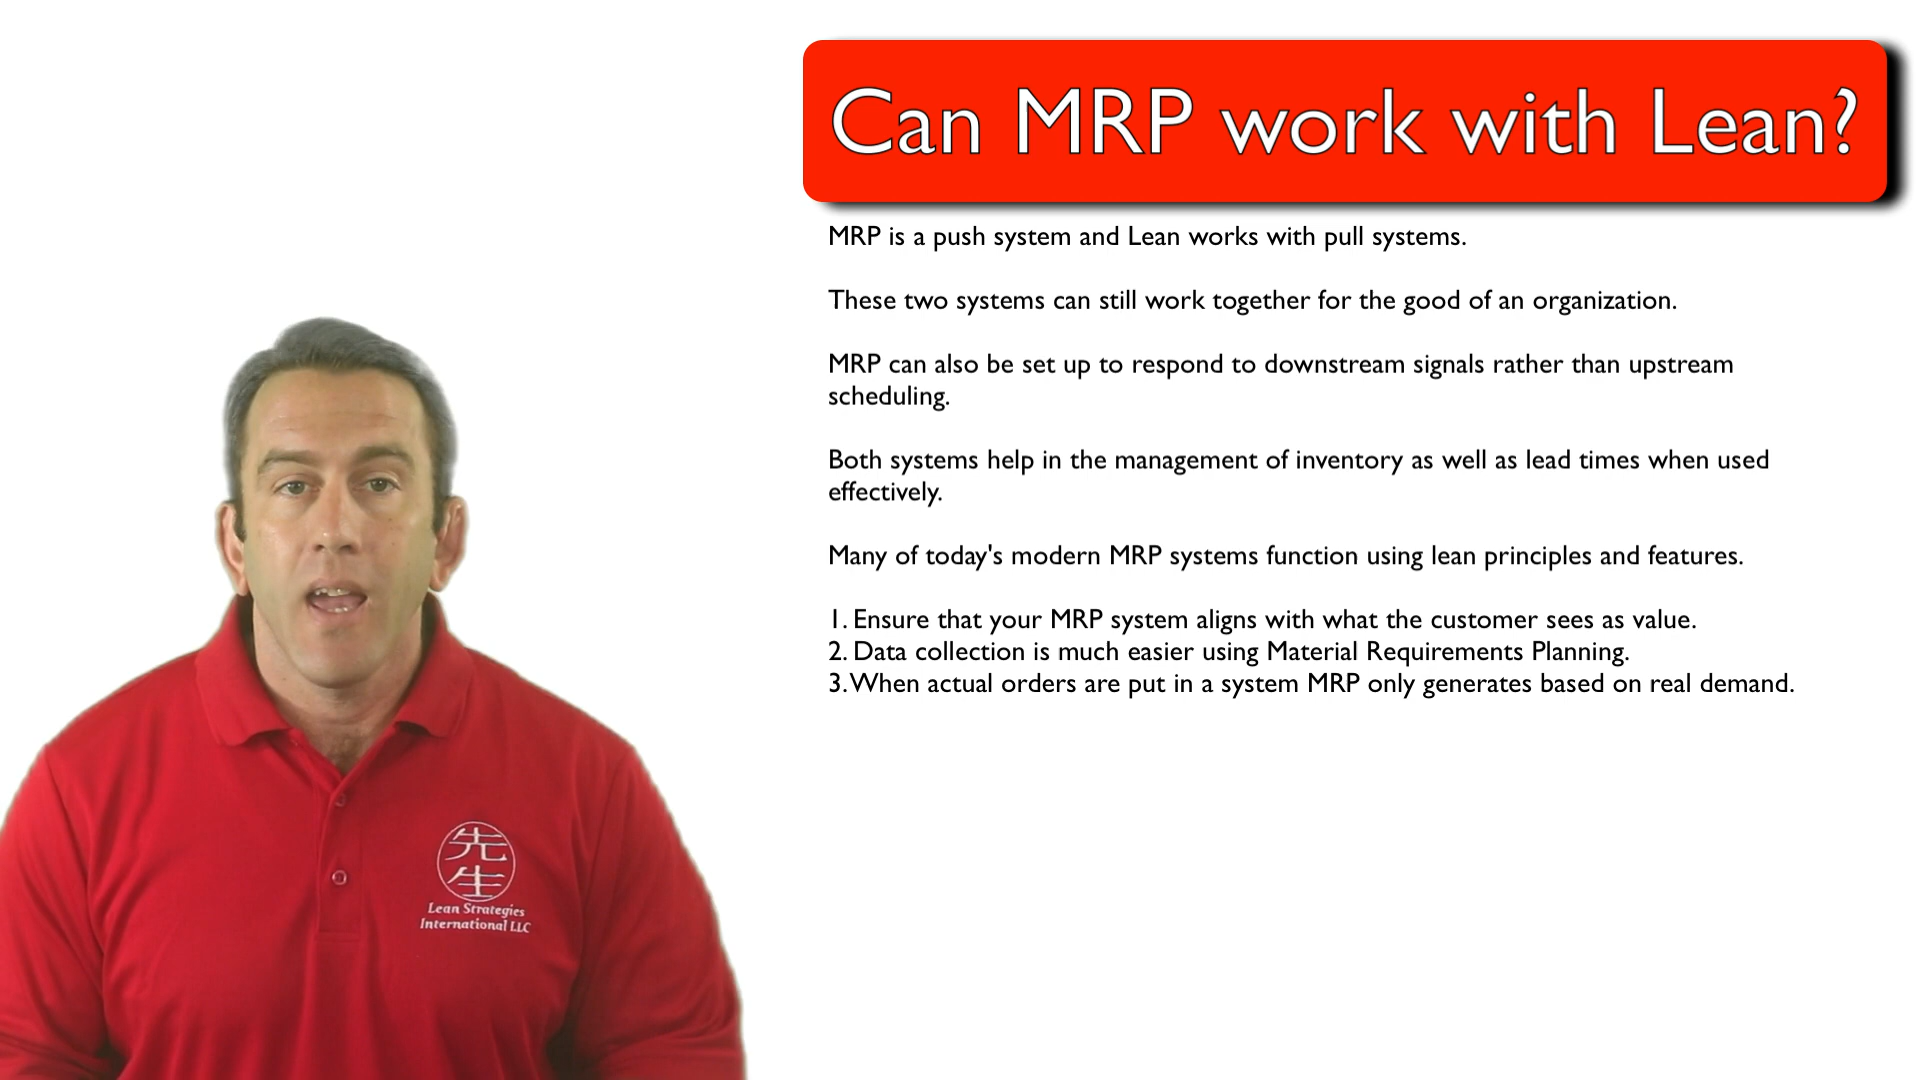 Can MRP work with Lean?
MRP is a push system and Lean works with pull systems.
These two systems can still work together for the good of an organization.
MRP can also be set up to respond to downstream signals rather than upstream
scheduling.
Both systems help in the management of inventory as well as lead times when used
effectively.
Many of today's modern MRP systems function using lean principles and features.
1. Ensure that your MRP system aligns with what the customer sees as value.
2. Data collection is much easier using Material Requirements Planning.
3. When actual orders are put in a system MRP only generates based on real demand.
先
生
Lean Strategies
International LLC